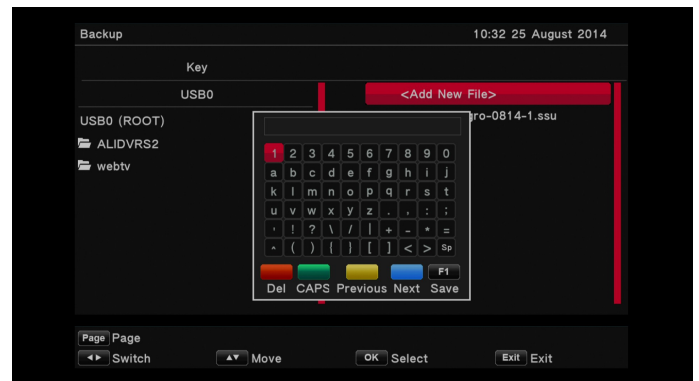 Backup 10:32 25 August 2014
Key
USB0 <Add New File>
USB0 (ROOT) gro-0814-1.ssu
ALIDVRS2
webtv
1 2 3 4 5 6 7 8 9 0
a b c d e f g h i j
k l m n o p q r s t
u v w x y z . , : ;
' ! ? \ / | + - * =
^ ( ) { } [ ] < > Sp
F1
Del CAPS Previous Next Save
Page Page
Switch Move OK Select Exit Exit